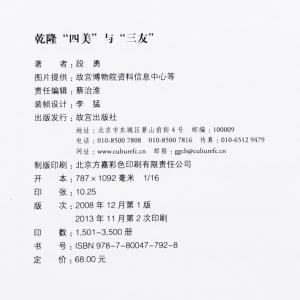 乾隆“四美”与“三友”
著 者：段 勇
图片提供：故宫博物院资料信息中心等
责任编辑：蔡治淮
装帧设计：李 猛
出版发行：故宫出版社
地址：北京市东城区景山前街4号 邮编：100009
电话：010-8500 7808 010-8500 7816 传真：010-6512 9479
网址：www.culturefc.cn 邮箱：ggcb@culturefc.cn
制版印刷：北京方嘉彩色印刷有限责任公司
开 本：787×1092毫米 1/16
印 张：10.25
版 次：2008年12月第1版
2013年11月第2次印刷
印 数：1,501-3,500册
书 号：ISBN 978-7-80047-792-8
定 价：68.00元